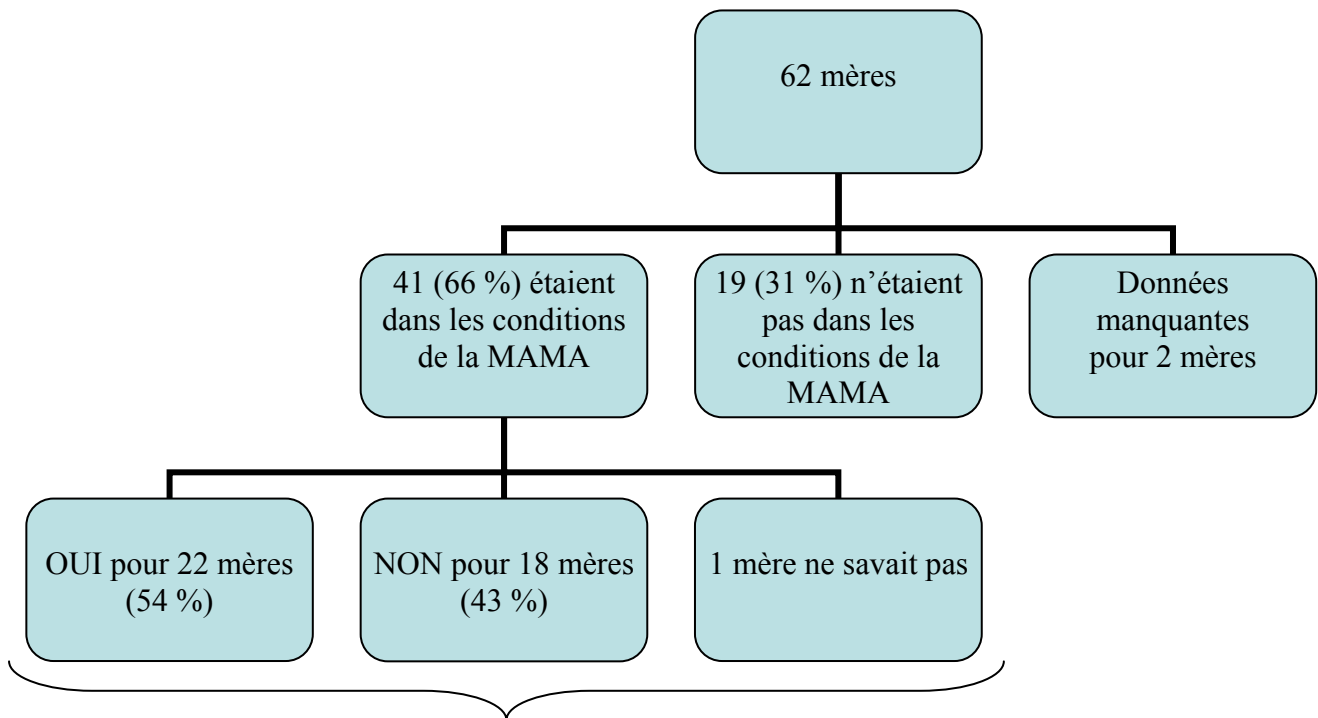 62 mères
41 (66 %) étaient
dans les conditions
de la MAMA
19 (31 %) n’étaient
pas dans les
conditions de la
MAMA
Données
manquantes
pour 2 mères
OUI pour 22 mères
(54 %)
NON pour 18 mères
(43 %)
1 mère ne savait pas